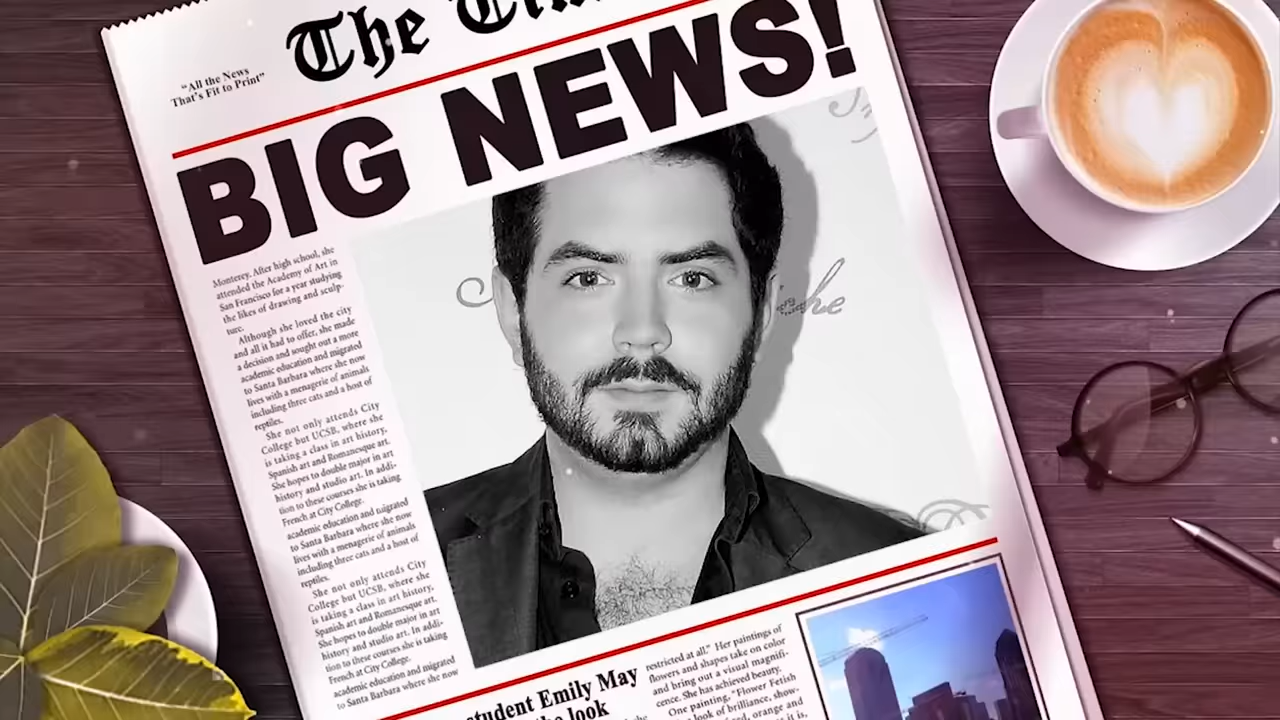 The
"All the News
That's Fit to Print"
BIG NEWS!
Monterey. After high school, she
attended the Academy of Art in
San Francisco for a year studying
the likes of drawing and sculp-
ture.
Although she loved the city
and all it had to offer, she made
a decision and sought out a more
academic education and migrated
to Santa Barbara where she now
lives with a menagerie of animals
including three cats and a host of
reptiles.
She not only attends City
College but UCSB, where she
is taking a class in art history,
Spanish art and Romanesque art.
She hopes to double major in art
history and studio art. In addi-
tion to these courses she is taking
French at City College.
academic education and migrated
to Santa Barbara where she now
lives with a menagerie of animals
including three cats and a host of
reptiles.
She not only attends City
College but UCSB, where she
is taking a class in art history,
Spanish art and Romanesque art.
She hopes to double major in art
history and studio art. In addi-
tion to these courses she is taking
French at City College.
academic education and migrated
to Santa Barbara where she now
student Emily May
the look
restricted at all." Her paintings of
flowers and shapes take on color
and bring out a visual magnifi-
cence. She has achieved beauty.
One painting, "Flower Fetish
look of brilliance, show-
orange and
it is,